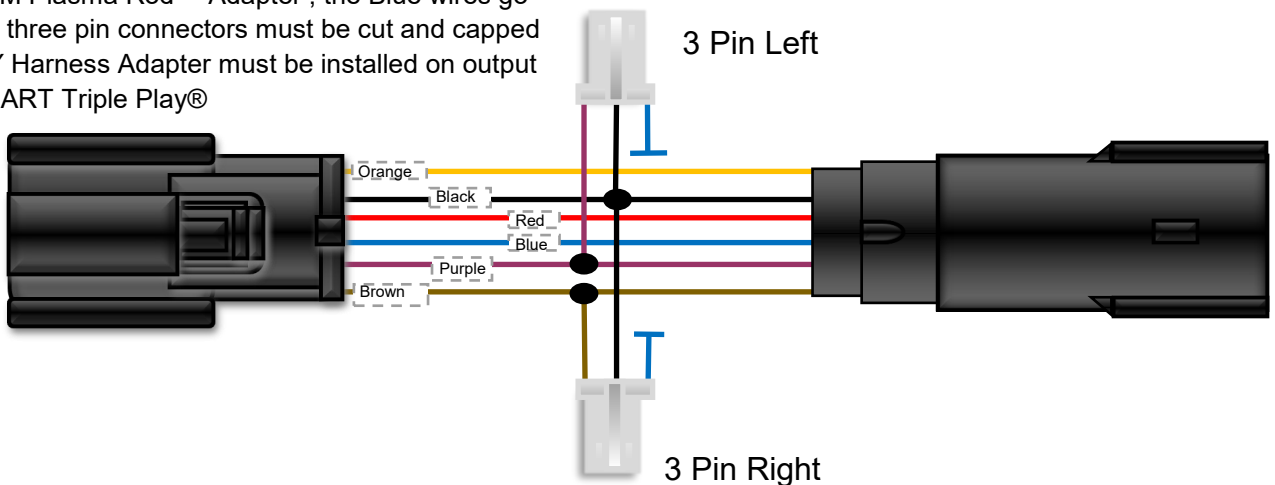 M Plasma Red Adapter , the Blue wires go
three pin connectors must be cut and capped
Y Harness Adapter must be installed on output
ART Triple Play®
3 Pin Left
Orange
Black
Red
Blue
Purple
Brown
3 Pin Right